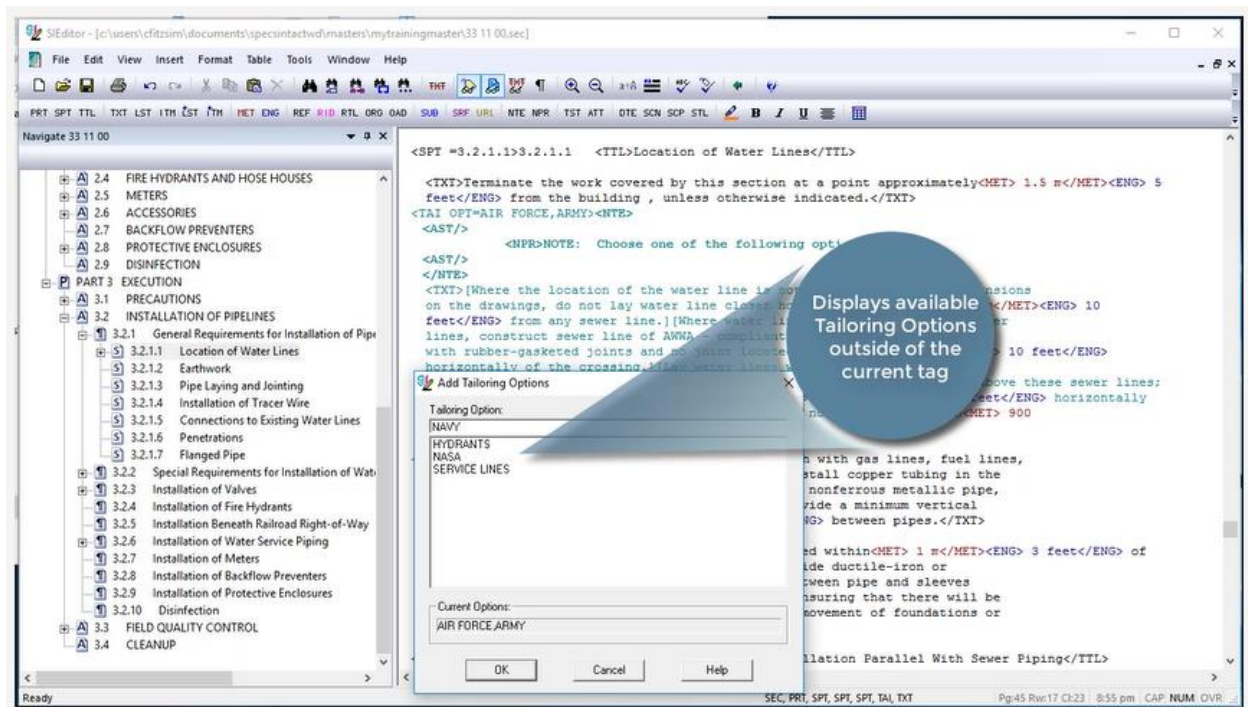 SIEditor - [c:\users\cfitzsim\documents\specsintactwd\masters\mytrainingmaster\33 11 00.sec]
File Edit View Insert Format Table Tools Window Help
PRT SPT TTL TXT LST ITM LST ITM MET ENG REF RID RTL ORG OAD SUB SRF URL NTE NPR TST ATT DTE SCN SCP STL B I U
Navigate 33 11 00
A 2.4 FIRE HYDRANTS AND HOSE HOUSES
A 2.5 METERS
A 2.6 ACCESSORIES
A 2.7 BACKFLOW PREVENTERS
A 2.8 PROTECTIVE ENCLOSURES
A 2.9 DISINFECTION
P PART 3 EXECUTION
A 3.1 PRECAUTIONS
A 3.2 INSTALLATION OF PIPELINES
¶ 3.2.1 General Requirements for Installation of Pipe
S 3.2.1.1 Location of Water Lines
S 3.2.1.2 Earthwork
S 3.2.1.3 Pipe Laying and Jointing
S 3.2.1.4 Installation of Tracer Wire
S 3.2.1.5 Connections to Existing Water Lines
S 3.2.1.6 Penetrations
S 3.2.1.7 Flanged Pipe
¶ 3.2.2 Special Requirements for Installation of Wat
¶ 3.2.3 Installation of Valves
¶ 3.2.4 Installation of Fire Hydrants
¶ 3.2.5 Installation Beneath Railroad Right-of-Way
¶ 3.2.6 Installation of Water Service Piping
¶ 3.2.7 Installation of Meters
¶ 3.2.8 Installation of Backflow Preventers
¶ 3.2.9 Installation of Protective Enclosures
¶ 3.2.10 Disinfection
A 3.3 FIELD QUALITY CONTROL
A 3.4 CLEANUP
<SPT =3.2.1.1>3.2.1.1 <TTL>Location of Water Lines</TTL>
<TXT>Terminate the work covered by this section at a point approximately<MET> 1.5 m</MET><ENG> 5
feet</ENG> from the building , unless otherwise indicated.</TXT>
<TAI OPT=AIR FORCE,ARMY><NTE>
<AST/>
<NPR>NOTE: Choose one of the following opti
<AST/>
</NTE>
<TXT>[Where the location of the water line is
on the drawings, do not lay water line closer </MET><ENG> 10
feet</ENG> from any sewer line.][Where water
lines, construct sewer line of AWWA - compliant
with rubber-gasketed joints and no joint located 10 feet</ENG>
horizontally of the crossing.
above these sewer lines;
feet</ENG> horizontally
<MET> 900
with gas lines, fuel lines,
stall copper tubing in the
nonferrous metallic pipe,
vide a minimum vertical
between pipes.</TXT>
ed within<MET> 1 m</MET><ENG> 3 feet</ENG> of
ide ductile-iron or
tween pipe and sleeves
nsuring that there will be
movement of foundations or
llation Parallel With Sewer Piping</TTL>
Displays available
Tailoring Options
outside of the
current tag
Add Tailoring Options
Tailoring Option:
NAVY
HYDRANTS
NASA
SERVICE LINES
Current Options:
AIR FORCE,ARMY
OK Cancel Help
Ready
SEC, PRT, SPT, SPT, SPT, TAI, TXT Pg:45 Rw:17 Cl:23 8:55 pm CAP NUM OVR